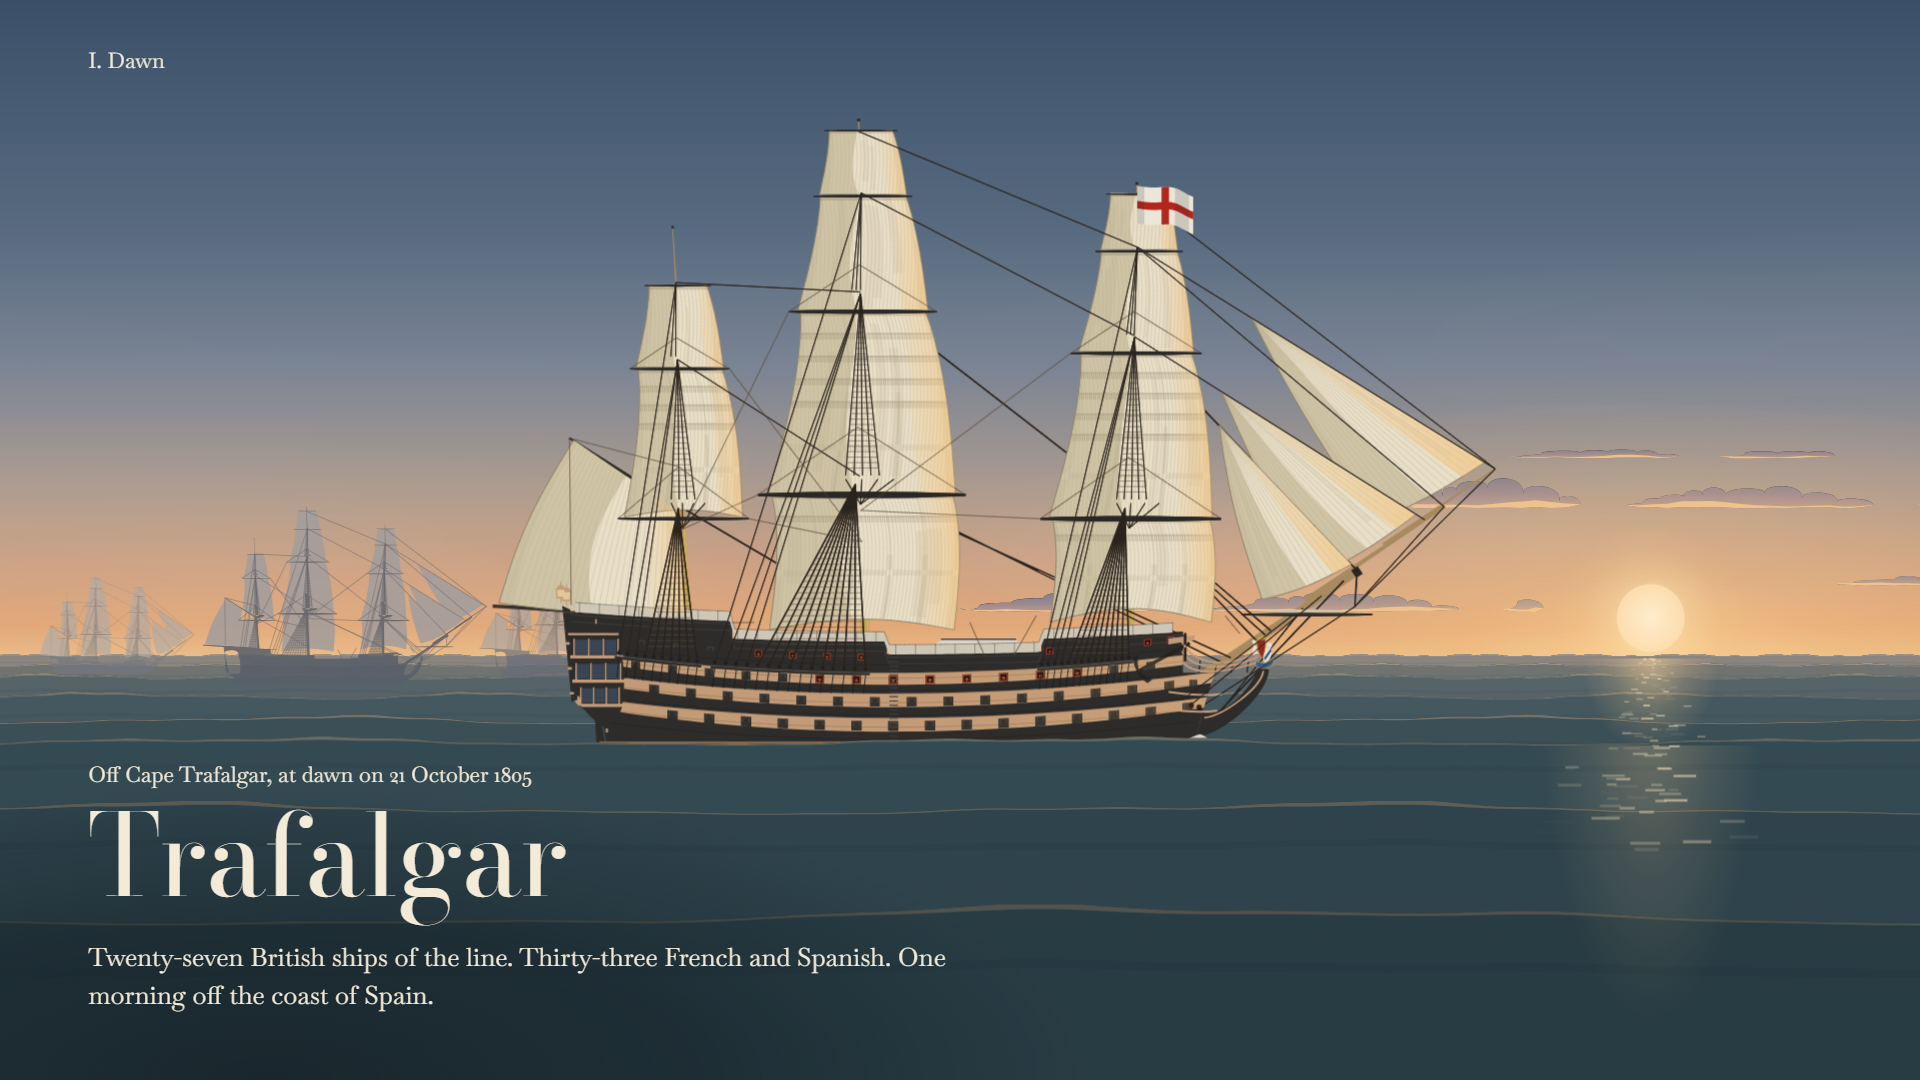 I. Dawn
Off Cape Trafalgar, at dawn on 21 October 1805
Trafalgar
Twenty-seven British ships of the line. Thirty-three French and Spanish. One
morning off the coast of Spain.